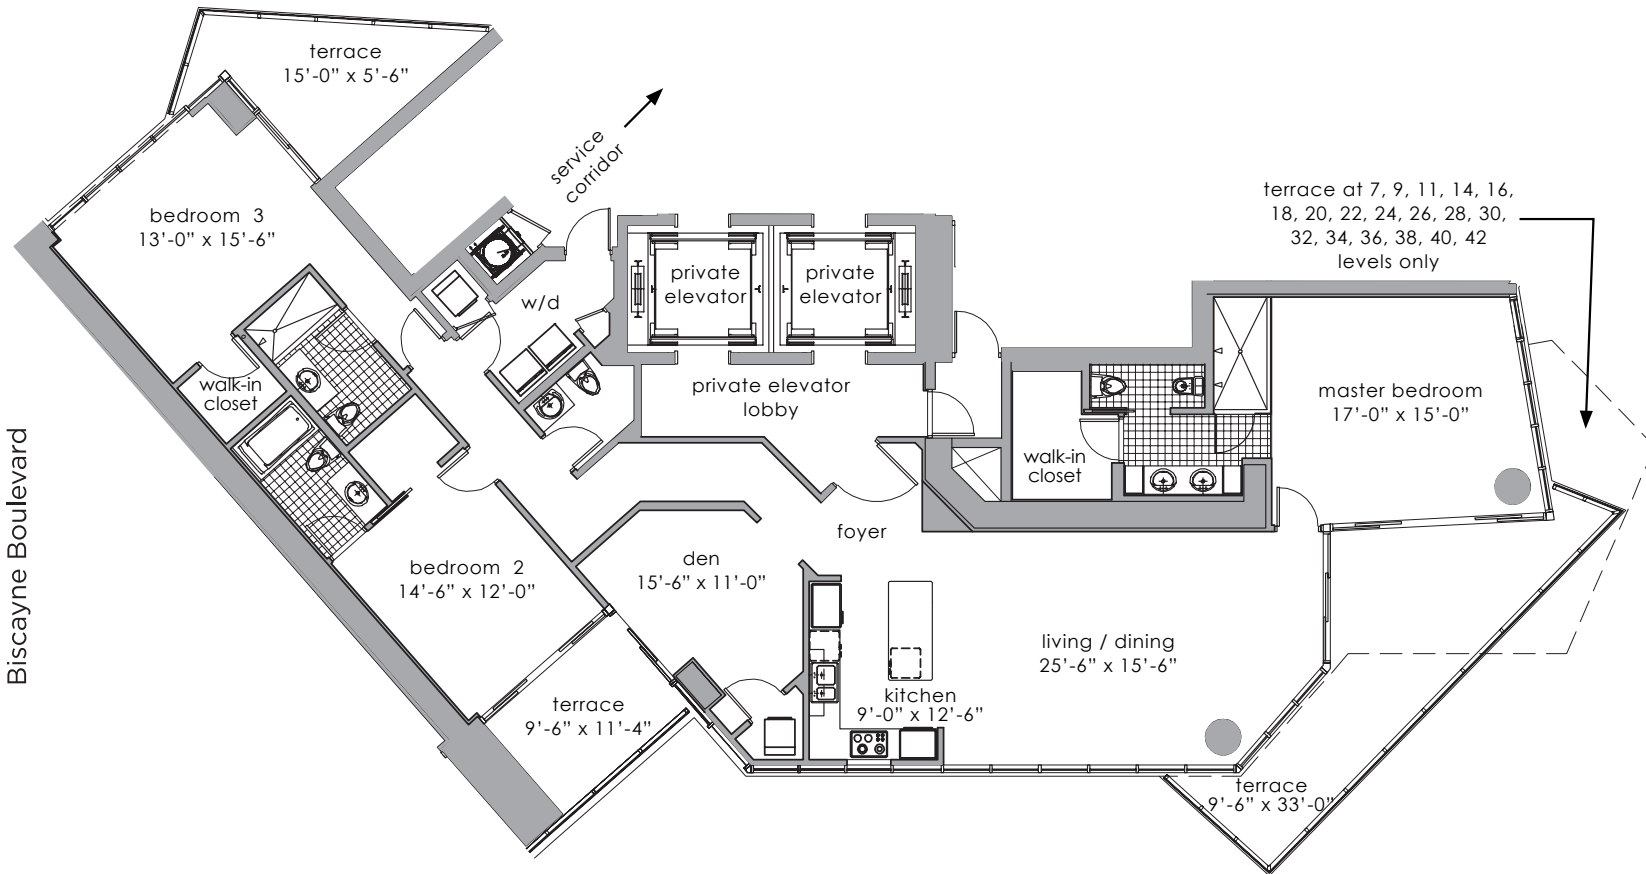 terrace
15'-0” x 5'-6”
service
corridor
bedroom 3
13'-0” x 15'-6”
terrace at 7, 9, 11, 14, 16,
18, 20, 22, 24, 26, 28, 30,
32, 34, 36, 38, 40, 42
levels only
private
elevator
private
elevator
w/d
walk-in
closet
private elevator
lobby
master bedroom
17'-0” x 15'-0”
walk-in
closet
Biscayne Boulevard
foyer
den
15'-6” x 11'-0”
bedroom 2
14'-6” x 12'-0”
living / dining
25'-6” x 15'-6”
kitchen
9'-0” x 12'-6”
terrace
9'-6” x 11'-4”
terrace
9'-6” x 33'-0”